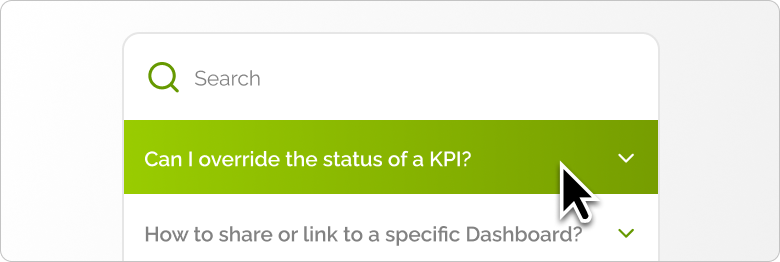 Search
Can I override the status of a KPI?
How to share or link to a specific Dashboard?